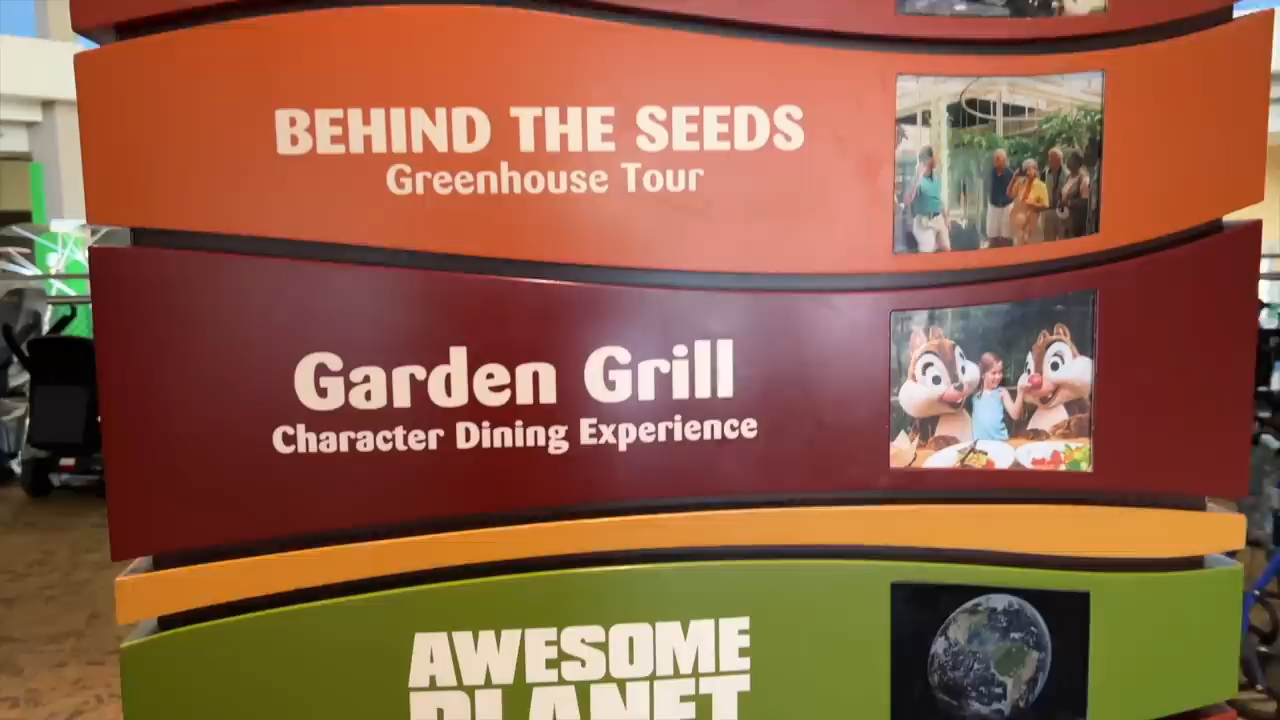 BEHIND THE SEEDS
Greenhouse Tour
Garden Grill
Character Dining Experience
AWESOME
PLANET